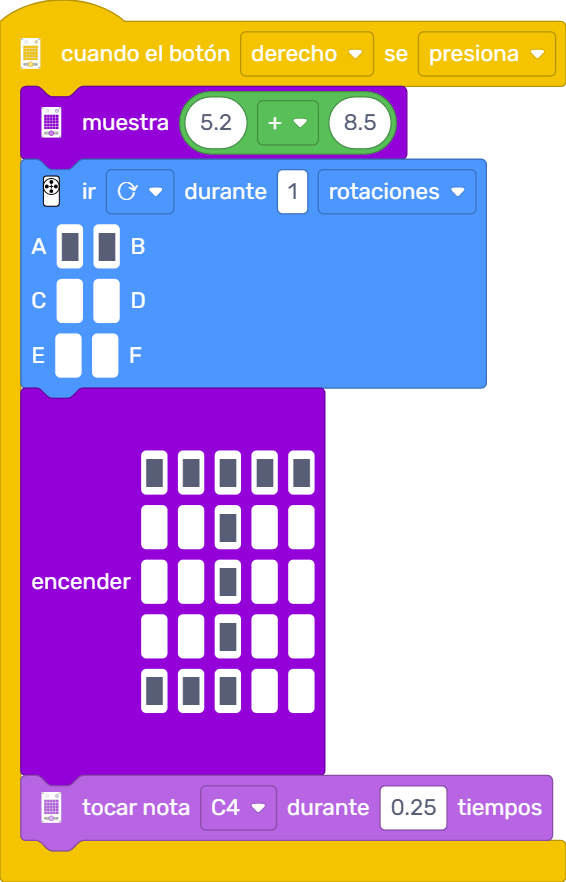 cuando el botón derecho se presiona
muestra 5.2 + 8.5
ir durante 1 rotaciones
A B
C D
E F
encender
tocar nota C4 durante 0.25 tiempos